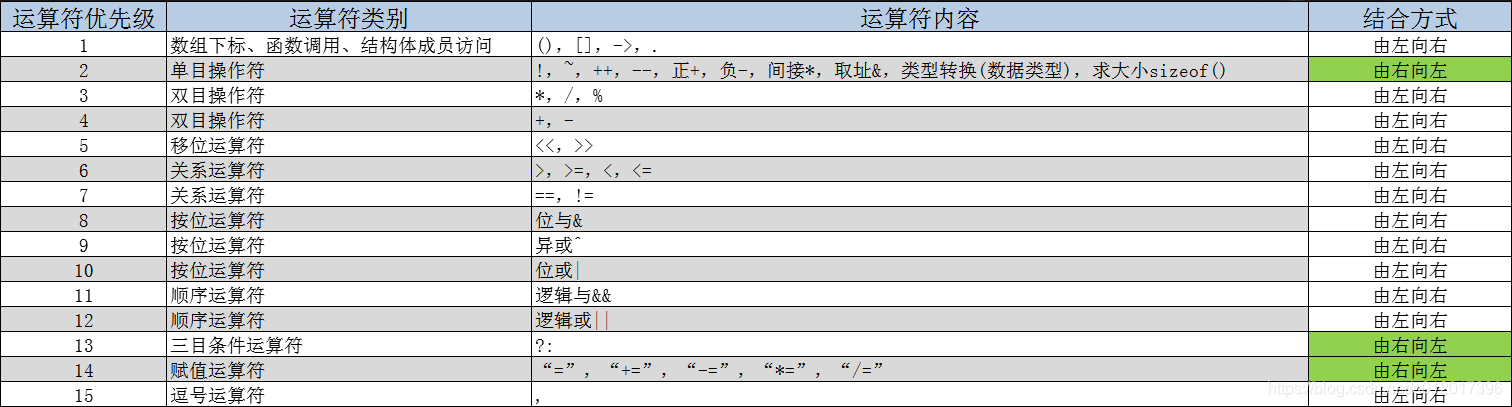 运算符优先级 运算符类别 运算符内容 结合方式
1 数组下标、函数调用、结构体成员访问 (), [], ->, . 由左向右
2 单目操作符 !, ~, ++, --, 正+, 负-, 间接*, 取址&, 类型转换(数据类型), 求大小sizeof() 由右向左
3 双目操作符 *, /, % 由左向右
4 双目操作符 +, - 由左向右
5 移位运算符 <<, >> 由左向右
6 关系运算符 >, >=, <, <= 由左向右
7 关系运算符 ==, != 由左向右
8 按位运算符 位与& 由左向右
9 按位运算符 异或^ 由左向右
10 按位运算符 位或| 由左向右
11 顺序运算符 逻辑与&& 由左向右
12 顺序运算符 逻辑或|| 由左向右
13 三目条件运算符 ?: 由右向左
14 赋值运算符 “=”, “+=”, “-=”, “*=”, “/=” 由右向左
15 逗号运算符 , 由左向右